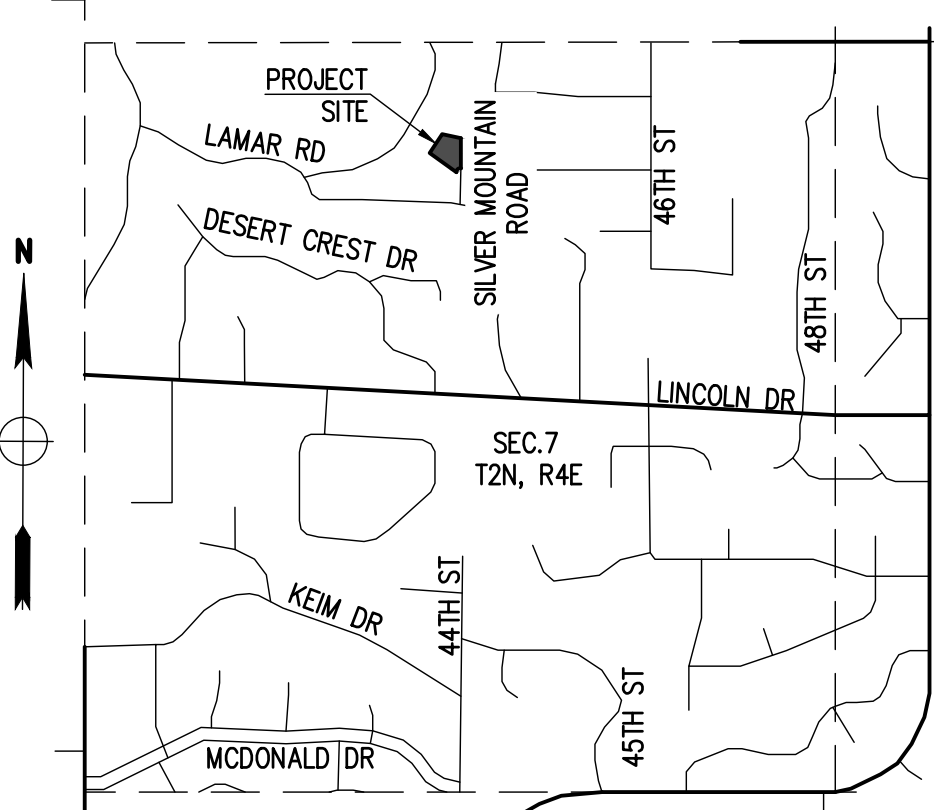 PROJECT
SITE
LAMAR RD
SILVER MOUNTAIN
ROAD
46TH ST
DESERT CREST DR
N
48TH ST
LINCOLN DR
SEC.7
T2N, R4E
44TH ST
KEIM DR
45TH ST
MCDONALD DR